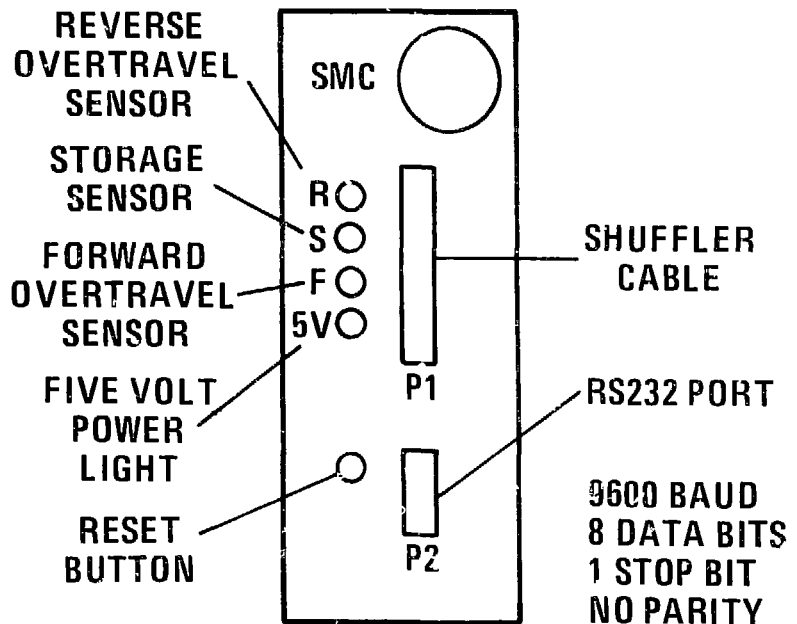 REVERSE
OVERTRAVEL
SENSOR
STORAGE
SENSOR
FORWARD
OVERTRAVEL
SENSOR
FIVE VOLT
POWER
LIGHT
RESET
BUTTON
SMC
R
S
F
5V
P1
P2
SHUFFLER
CABLE
RS232 PORT
9600 BAUD
8 DATA BITS
1 STOP BIT
NO PARITY